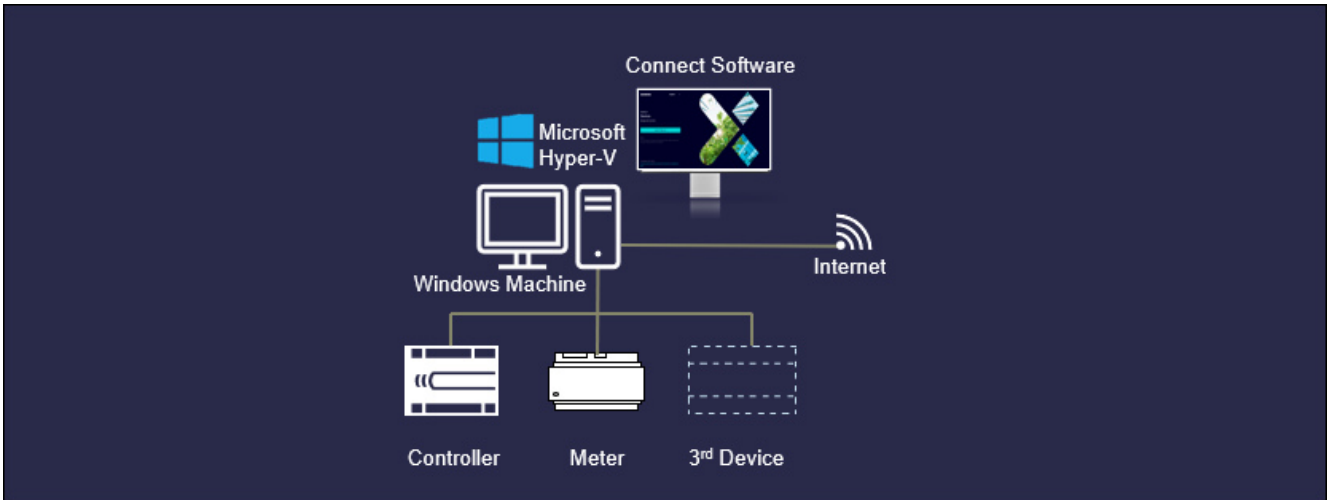 Connect Software
Microsoft
Hyper-V
Internet
Windows Machine
Controller
Meter
3rd Device